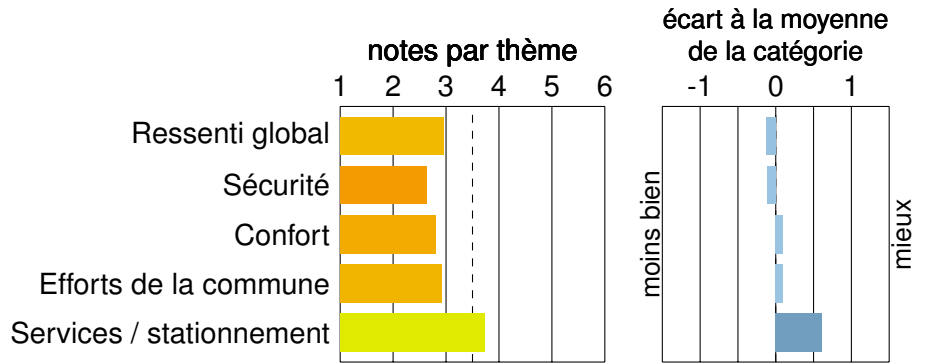 notes par thème
1 2 3 4 5 6
Ressenti global
Sécurité
Confort
Efforts de la commune
Services / stationnement
écart à la moyenne
de la catégorie
-1 0 1
moins bien
mieux